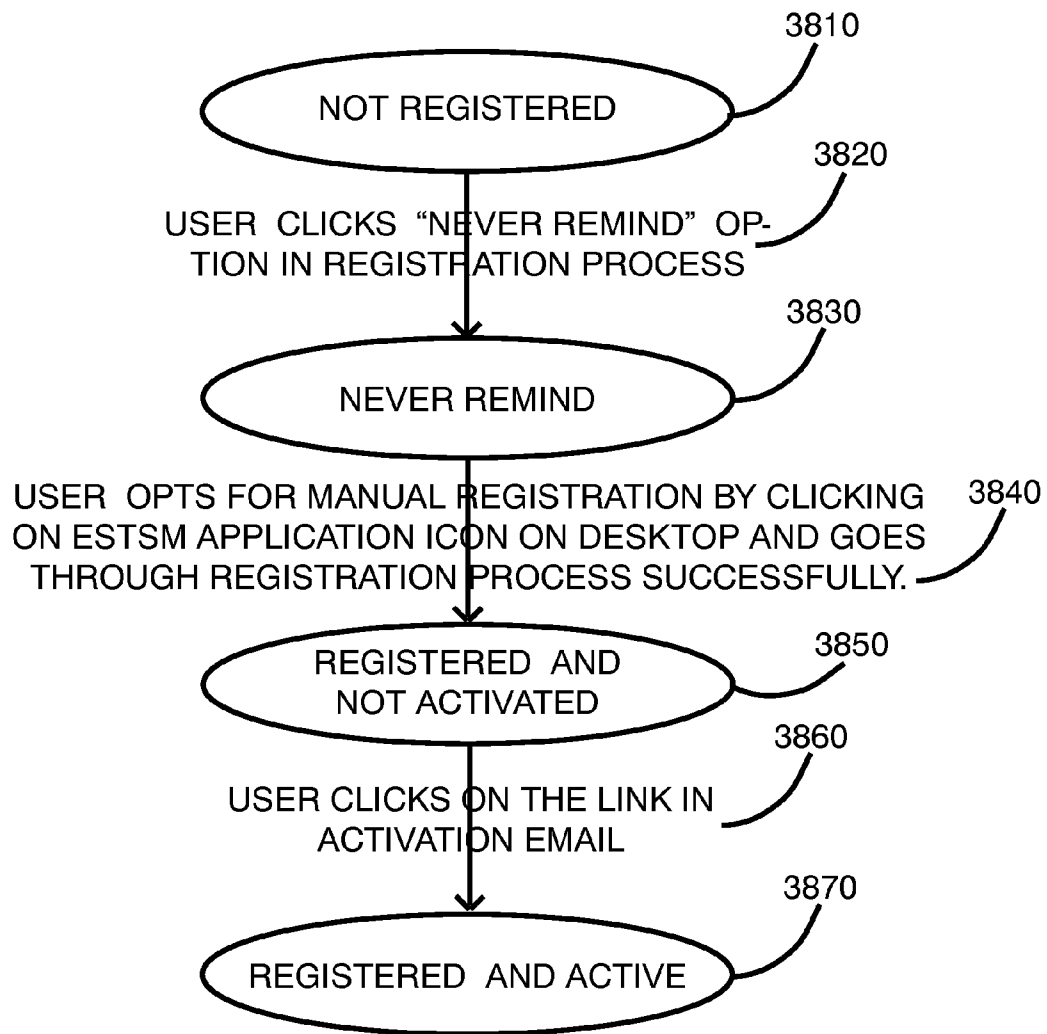 3810
NOT REGISTERED
3820
USER CLICKS “NEVER REMIND” OP-
TION IN REGISTRATION PROCESS
3830
NEVER REMIND
USER OPTS FOR MANUAL REGISTRATION BY CLICKING
3840
ON ESTSM APPLICATION ICON ON DESKTOP AND GOES
THROUGH REGISTRATION PROCESS SUCCESSFULLY.
3850
REGISTERED AND
NOT ACTIVATED
3860
USER CLICKS ON THE LINK IN
ACTIVATION EMAIL
3870
REGISTERED AND ACTIVE